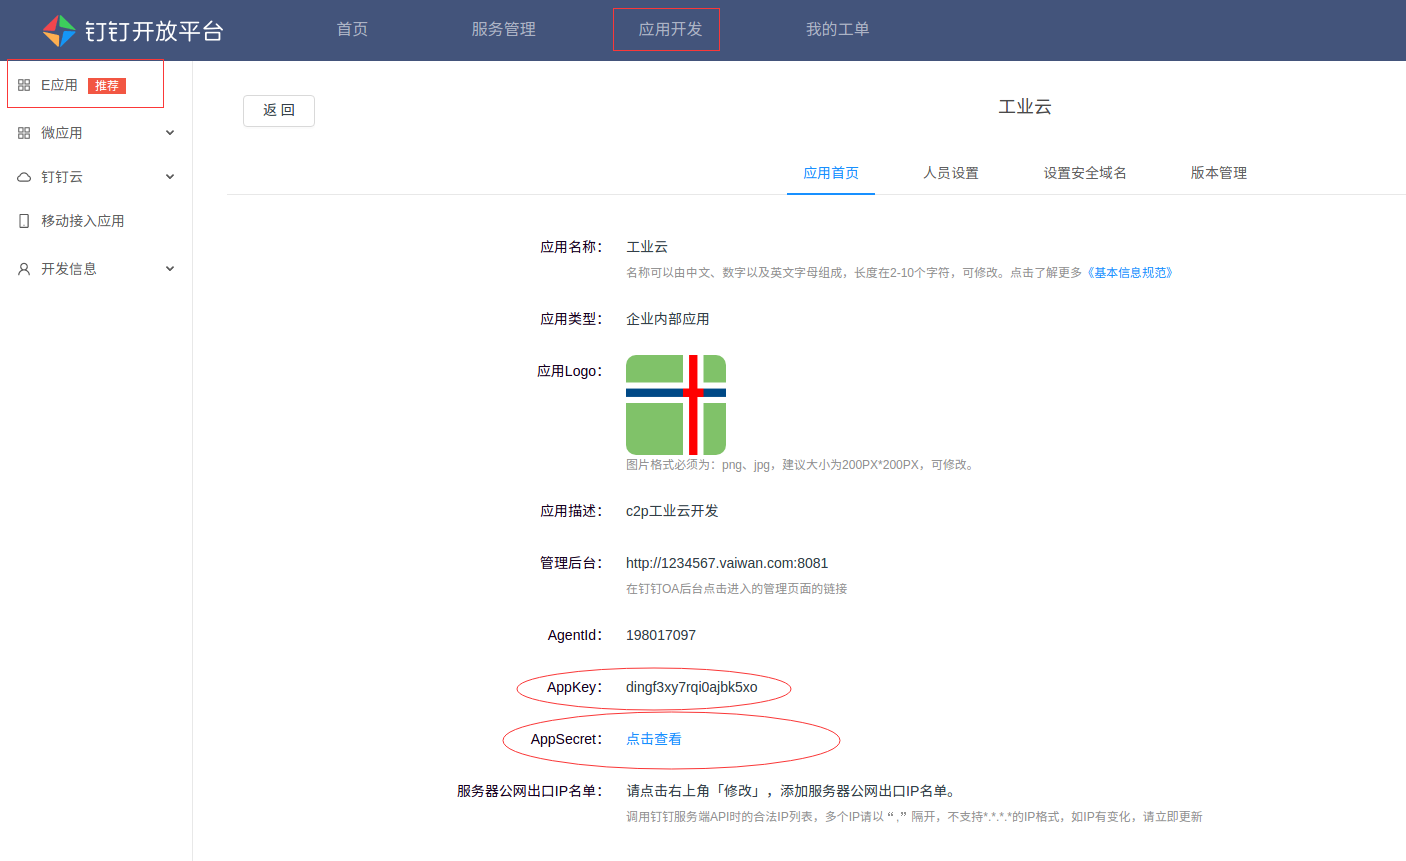 钉钉开放平台
首页
服务管理
应用开发
我的工单
E应用 推荐
微应用
钉钉云
移动接入应用
开发信息
返 回
工业云
应用首页
人员设置
设置安全域名
版本管理
应用名称： 工业云
名称可以由中文、数字以及英文字母组成，长度在2-10个字符，可修改。点击了解更多《基本信息规范》
应用类型： 企业内部应用
应用Logo：
图片格式必须为：png、jpg，建议大小为200PX*200PX，可修改。
应用描述： c2p工业云开发
管理后台： http://1234567.vaiwan.com:8081
在钉钉OA后台点击进入的管理页面的链接
AgentId： 198017097
AppKey： dingf3xy7rqi0ajbk5xo
AppSecret： 点击查看
服务器公网出口IP名单： 请点击右上角「修改」，添加服务器公网出口IP名单。
调用钉钉服务端API时的合法IP列表，多个IP请以“,”隔开，不支持*.*.*.*的IP格式，如IP有变化，请立即更新